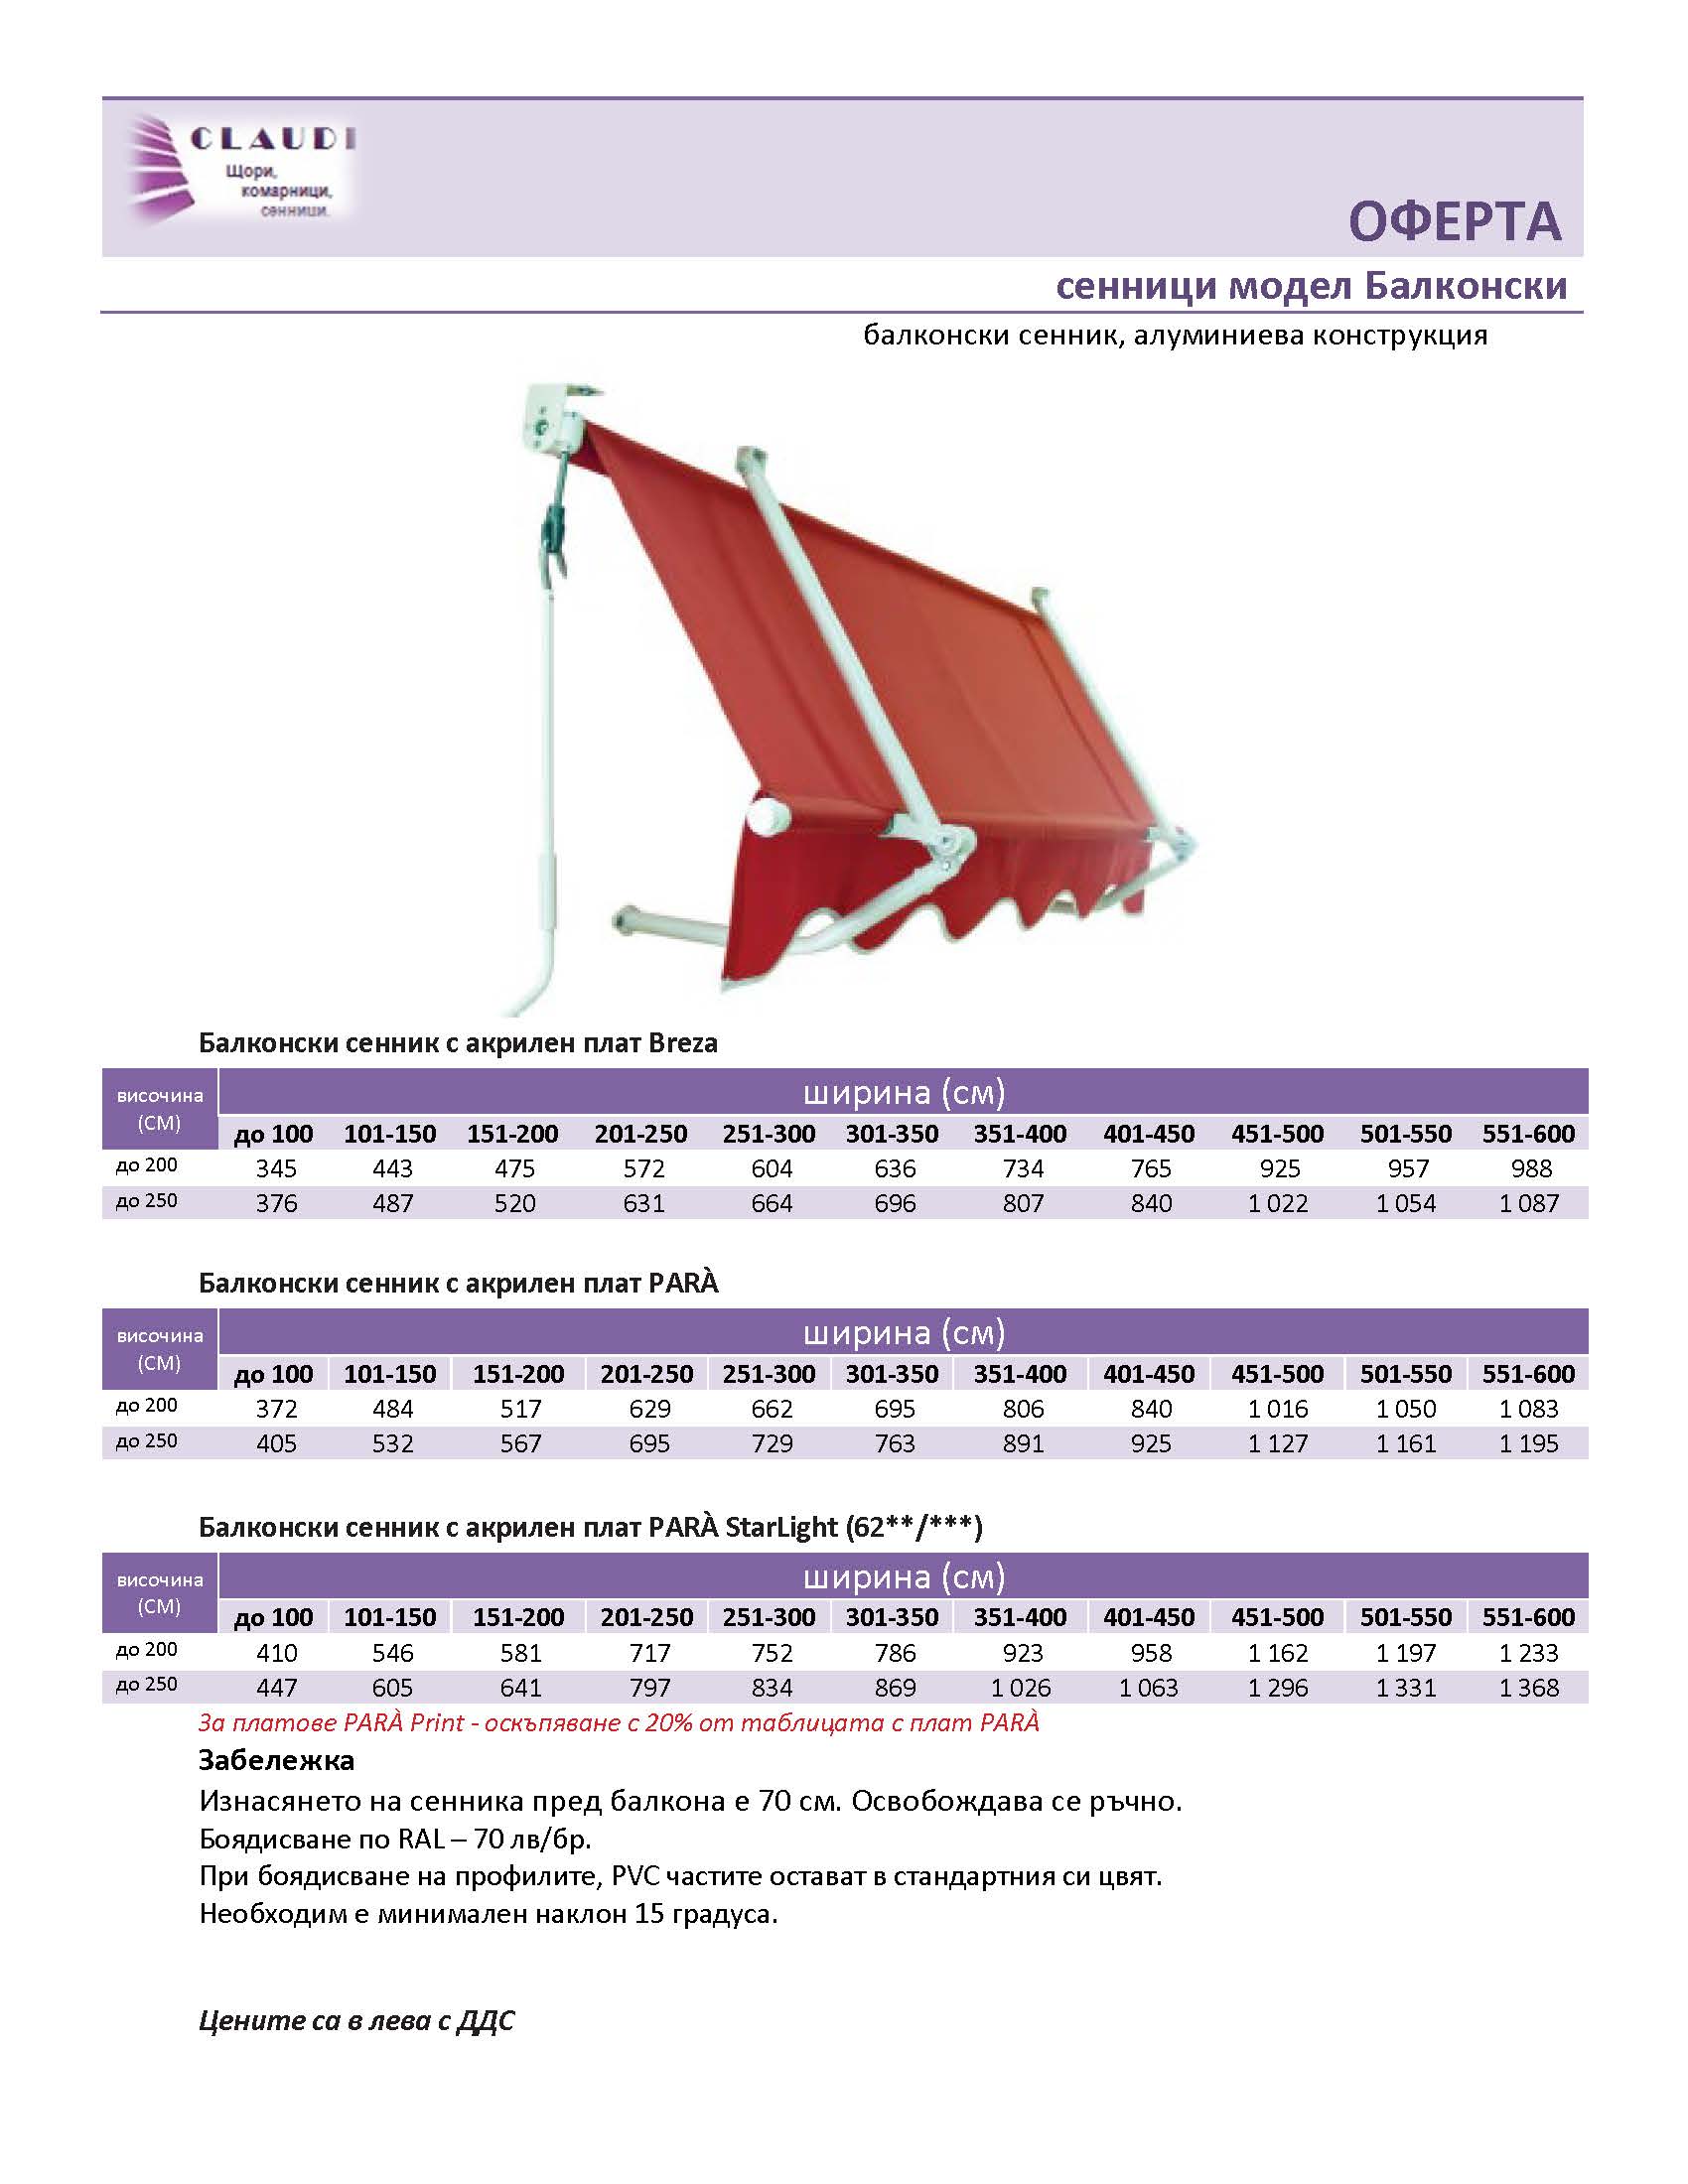 CLAUDI
Щори,
комарници,
сенници.
ОФЕРТА
сенници модел Балконски
балконски сенник, алуминиева конструкция
Балконски сенник с акрилен плат Breza
височина (СМ) ширина (см)
до 100 101-150 151-200 201-250 251-300 301-350 351-400 401-450 451-500 501-550 551-600
до 200 345 443 475 572 604 636 734 765 925 957 988
до 250 376 487 520 631 664 696 807 840 1 022 1 054 1 087
Балконски сенник с акрилен плат PARÀ
височина (СМ) ширина (см)
до 100 101-150 151-200 201-250 251-300 301-350 351-400 401-450 451-500 501-550 551-600
до 200 372 484 517 629 662 695 806 840 1 016 1 050 1 083
до 250 405 532 567 695 729 763 891 925 1 127 1 161 1 195
Балконски сенник с акрилен плат PARÀ StarLight (62**/***)
височина (СМ) ширина (см)
до 100 101-150 151-200 201-250 251-300 301-350 351-400 401-450 451-500 501-550 551-600
до 200 410 546 581 717 752 786 923 958 1 162 1 197 1 233
до 250 447 605 641 797 834 869 1 026 1 063 1 296 1 331 1 368
За платове PARÀ Print - оскъпяване с 20% от таблицата с плат PARÀ
Забележка
Изнасянето на сенника пред балкона е 70 см. Освобождава се ръчно.
Боядисване по RAL – 70 лв/бр.
При боядисване на профилите, PVC частите остават в стандартния си цвят.
Необходим е минимален наклон 15 градуса.
Цените са в лева с ДДС